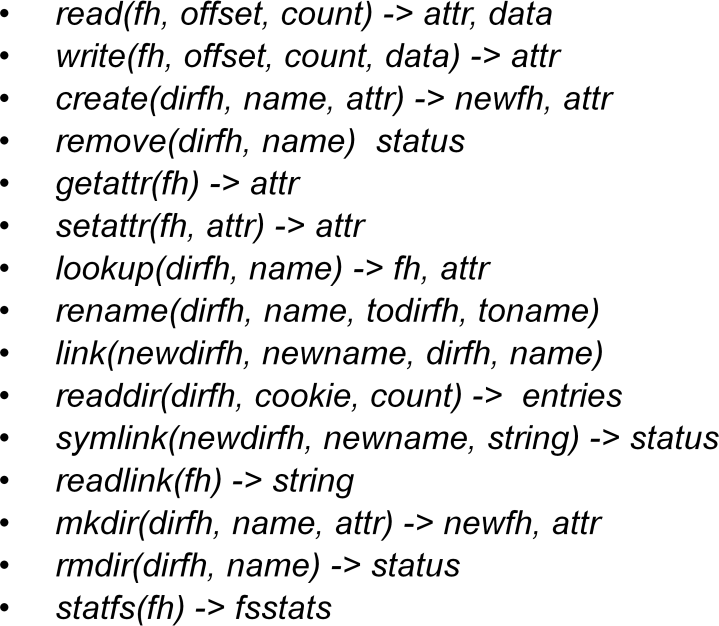 • read(fh, offset, count) -> attr, data
• write(fh, offset, count, data) -> attr
• create(dirfh, name, attr) -> newfh, attr
• remove(dirfh, name)  status
• getattr(fh) -> attr
• setattr(fh, attr) -> attr
• lookup(dirfh, name) -> fh, attr
• rename(dirfh, name, todirfh, toname)
• link(newdirfh, newname, dirfh, name)
• readdir(dirfh, cookie, count) ->  entries
• symlink(newdirfh, newname, string) -> status
• readlink(fh) -> string
• mkdir(dirfh, name, attr) -> newfh, attr
• rmdir(dirfh, name) -> status
• statfs(fh) -> fsstats